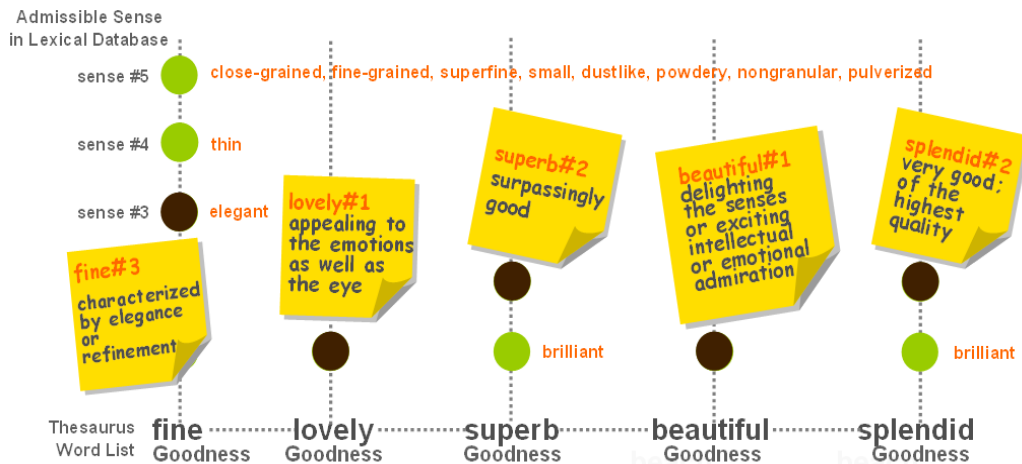 Admissible Sense
in Lexical Database
sense #5
close-grained, fine-grained, superfine, small, dustlike, powdery, nongranular, pulverized
sense #4
thin
sense #3
elegant
fine#3
characterized
by elegance
or
refinement
lovely#1
appealing to
the emotions
as well as
the eye
superb#2
surpassingly
good
brilliant
beautiful#1
delighting
the senses
or exciting
intellectual
or emotional
admiration
splendid#2
very good;
of the
highest
quality
brilliant
Thesaurus
Word List
fine
Goodness
lovely
Goodness
superb
Goodness
beautiful
Goodness
splendid
Goodness